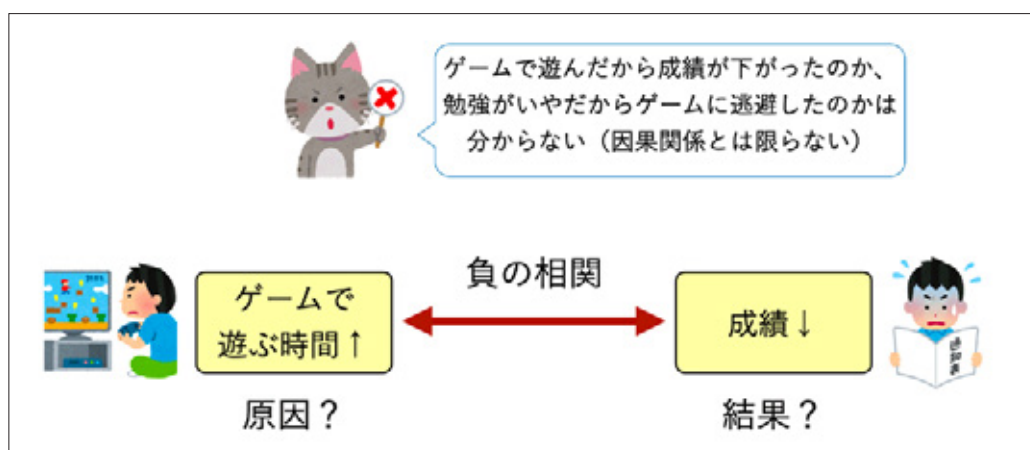 ゲームで遊んだから成績が下がったのか、
勉強がいやだからゲームに逃避したのかは
分からない（因果関係とは限らない）
負の相関
ゲームで
遊ぶ時間↑
成績↓
通知表
原因？
結果？